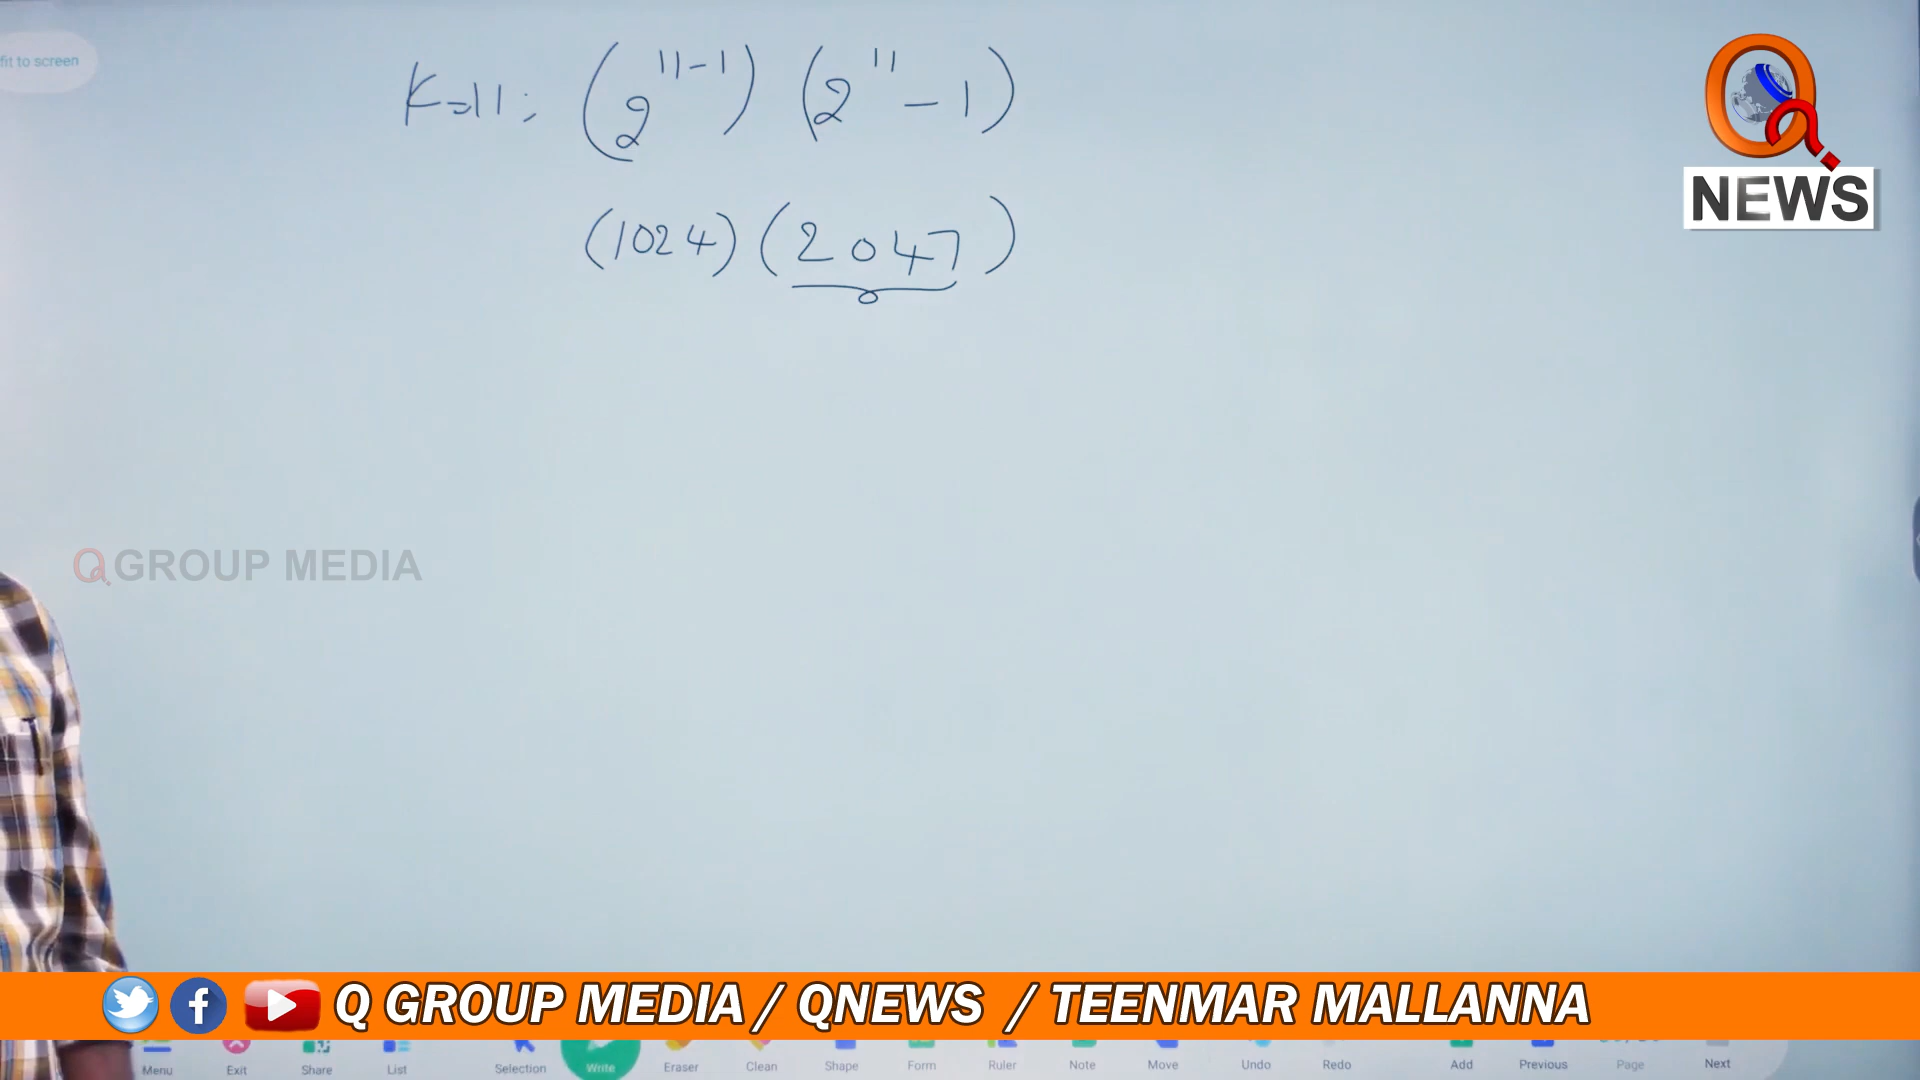 fit to screen
K=11; (2^11-1) (2^11 - 1)
(1024) (2047)
NEWS
Q GROUP MEDIA
Q GROUP MEDIA / QNEWS / TEENMAR MALLANNA
Menu Exit Share List Selection Write Eraser Clean Shape Form Ruler Note Move Undo Redo Add Previous Page Next